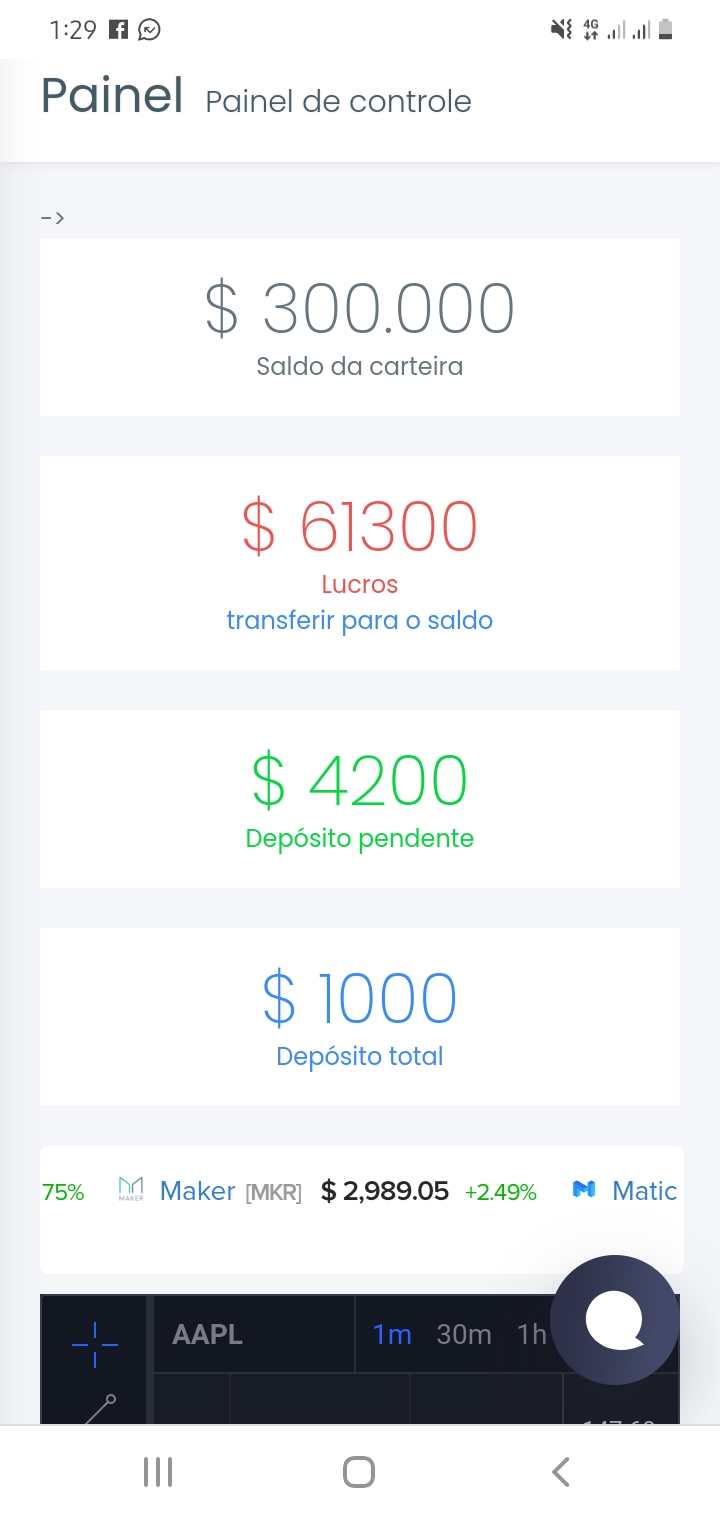 1:29 4G
Painel Painel de controle
->
$ 300.000
Saldo da carteira
$ 61300
Lucros
transferir para o saldo
$ 4200
Depósito pendente
$ 1000
Depósito total
75% MAKER Maker [MKR] $ 2,989.05 +2.49% Matic
AAPL 1m 30m 1h